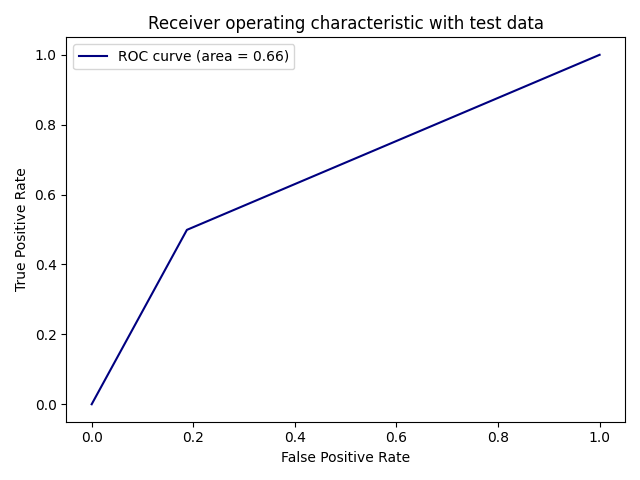 Receiver operating characteristic with test data
ROC curve (area = 0.66)
True Positive Rate
1.0
0.8
0.6
0.4
0.2
0.0
0.0 0.2 0.4 0.6 0.8 1.0
False Positive Rate